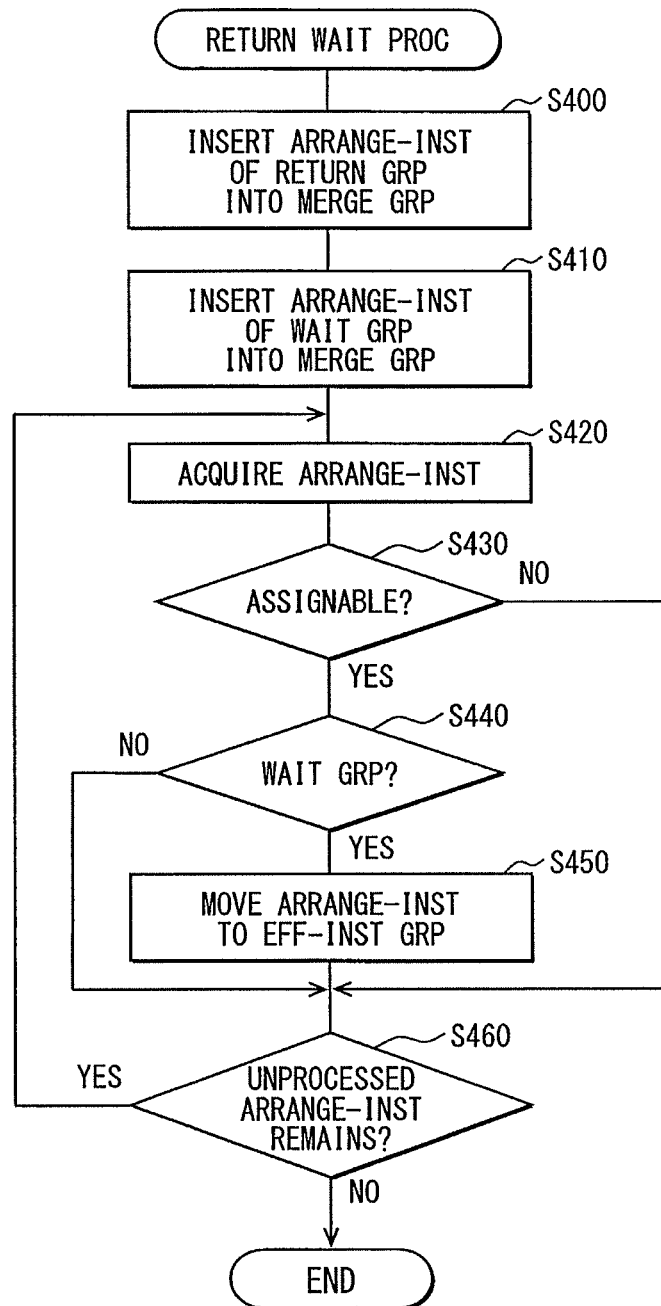 RETURN WAIT PROC
S400
INSERT ARRANGE-INST
OF RETURN GRP
INTO MERGE GRP
S410
INSERT ARRANGE-INST
OF WAIT GRP
INTO MERGE GRP
S420
ACQUIRE ARRANGE-INST
S430
NO
ASSIGNABLE?
YES
S440
NO
WAIT GRP?
YES
S450
MOVE ARRANGE-INST
TO EFF-INST GRP
S460
YES
UNPROCESSED
ARRANGE-INST
REMAINS?
NO
END